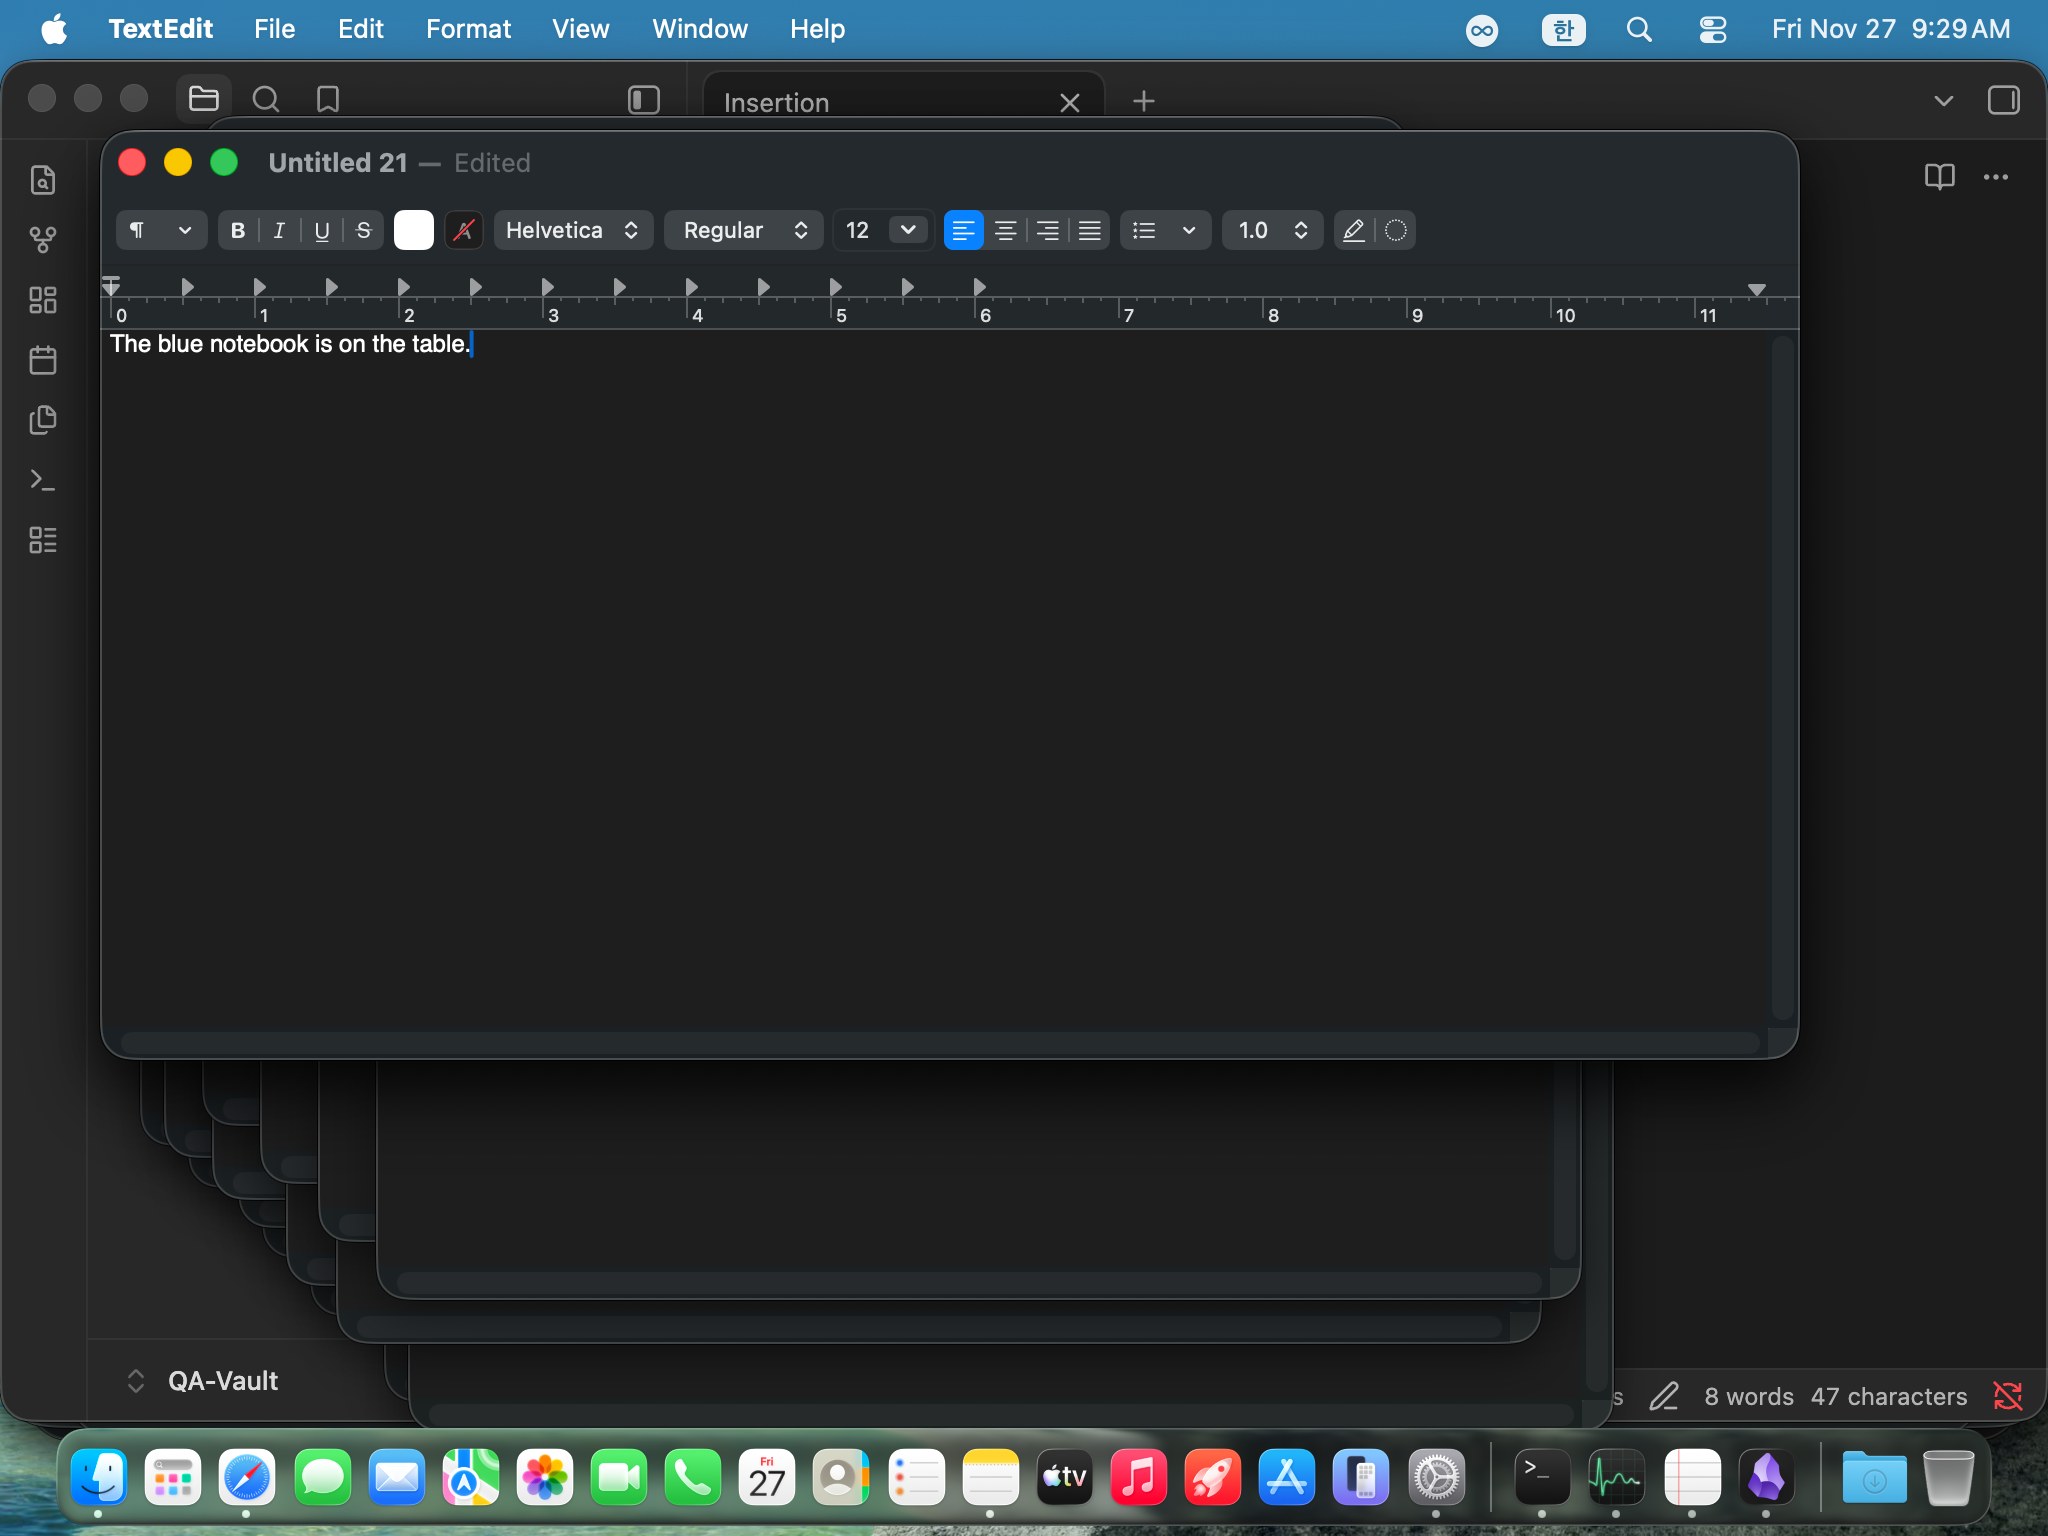 TextEdit File Edit Format View Window Help 한 Fri Nov 27 9:29 AM
Insertion
Untitled 21 — Edited
B I U S Helvetica Regular 12 1.0
0 1 2 3 4 5 6 7 8 9 10 11
The blue notebook is on the table.
QA-Vault
s 8 words 47 characters
Fri
27
tv